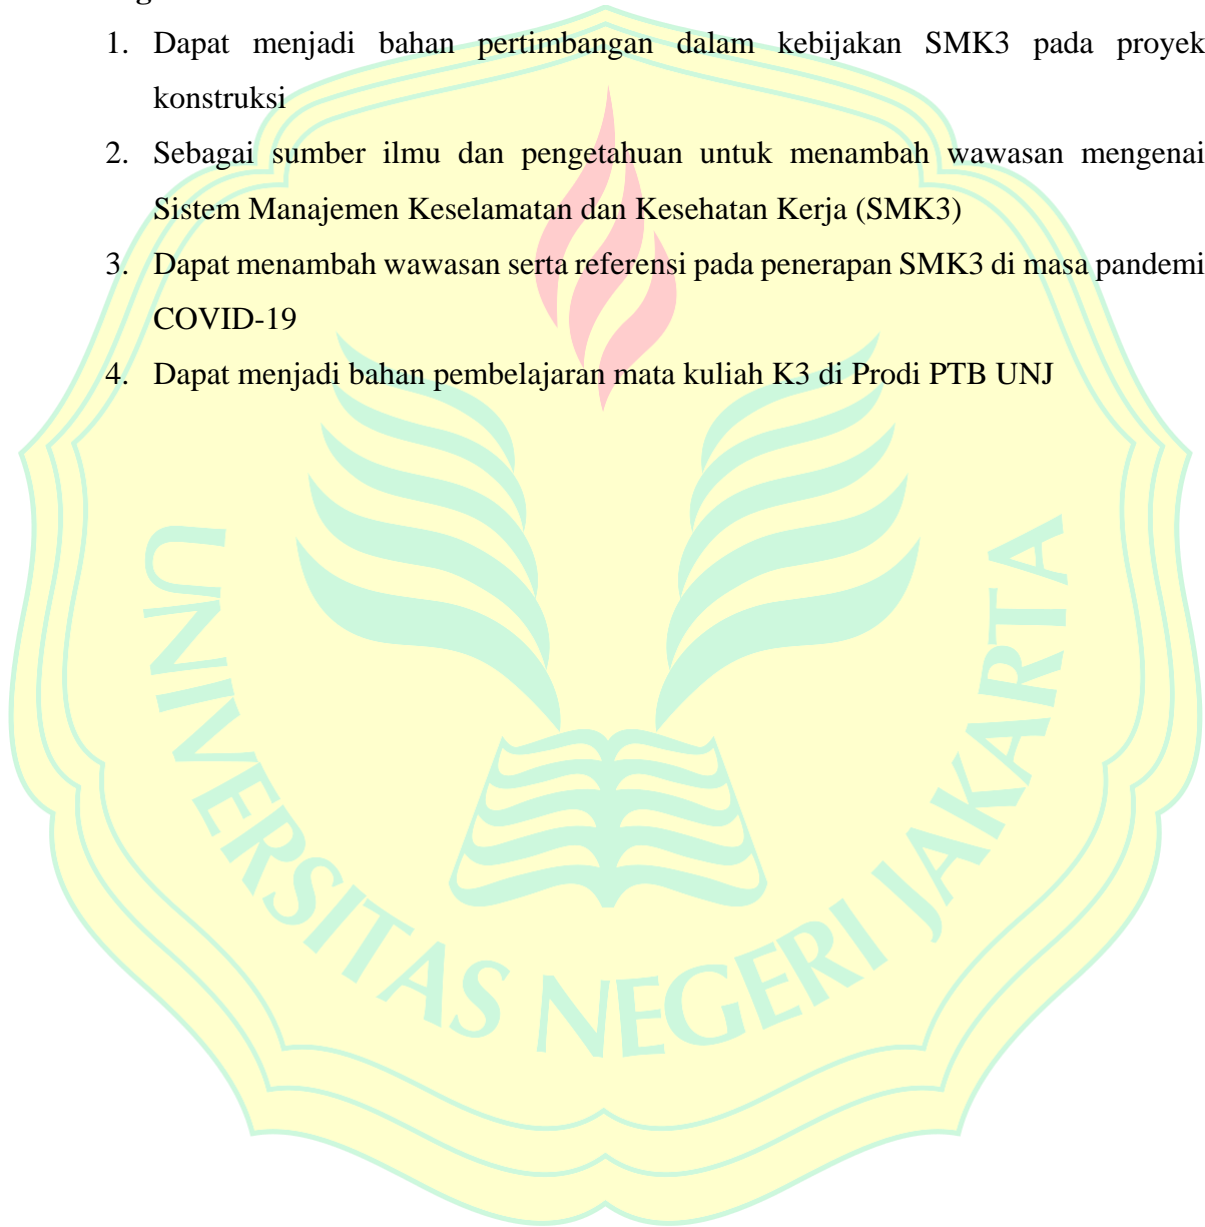 1. Dapat menjadi bahan pertimbangan dalam kebijakan SMK3 pada proyek
konstruksi
2. Sebagai sumber ilmu dan pengetahuan untuk menambah wawasan mengenai
Sistem Manajemen Keselamatan dan Kesehatan Kerja (SMK3)
3. Dapat menambah wawasan serta referensi pada penerapan SMK3 di masa pandemi
COVID-19
4. Dapat menjadi bahan pembelajaran mata kuliah K3 di Prodi PTB UNJ
UNIVERSITAS NEGERI JAKARTA